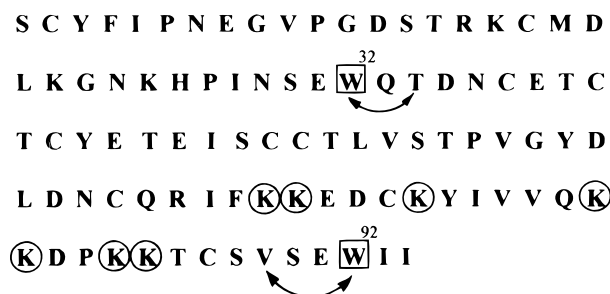 S C Y F I P N E G V P G D S T R K C M D
32
L K G N K H P I N S E W Q T D N C E T C
T C Y E T E I S C C T L V S T P V G Y D
L D N C Q R I F K K E D C K Y I V V Q K
92
K D P K K T C S V S E W I I